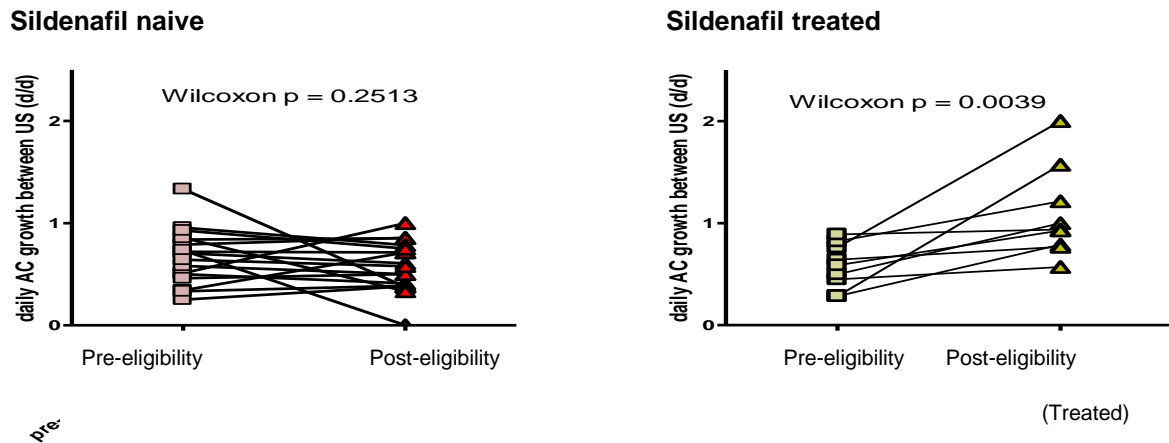 Sildenafil naive
daily AC growth between US (d/d)
Wilcoxon p = 0.2513
2
1
0
Pre-eligibility
Post-eligibility
pre-
Sildenafil treated
daily AC growth between US (d/d)
Wilcoxon p = 0.0039
2
1
0
Pre-eligibility
Post-eligibility
(Treated)